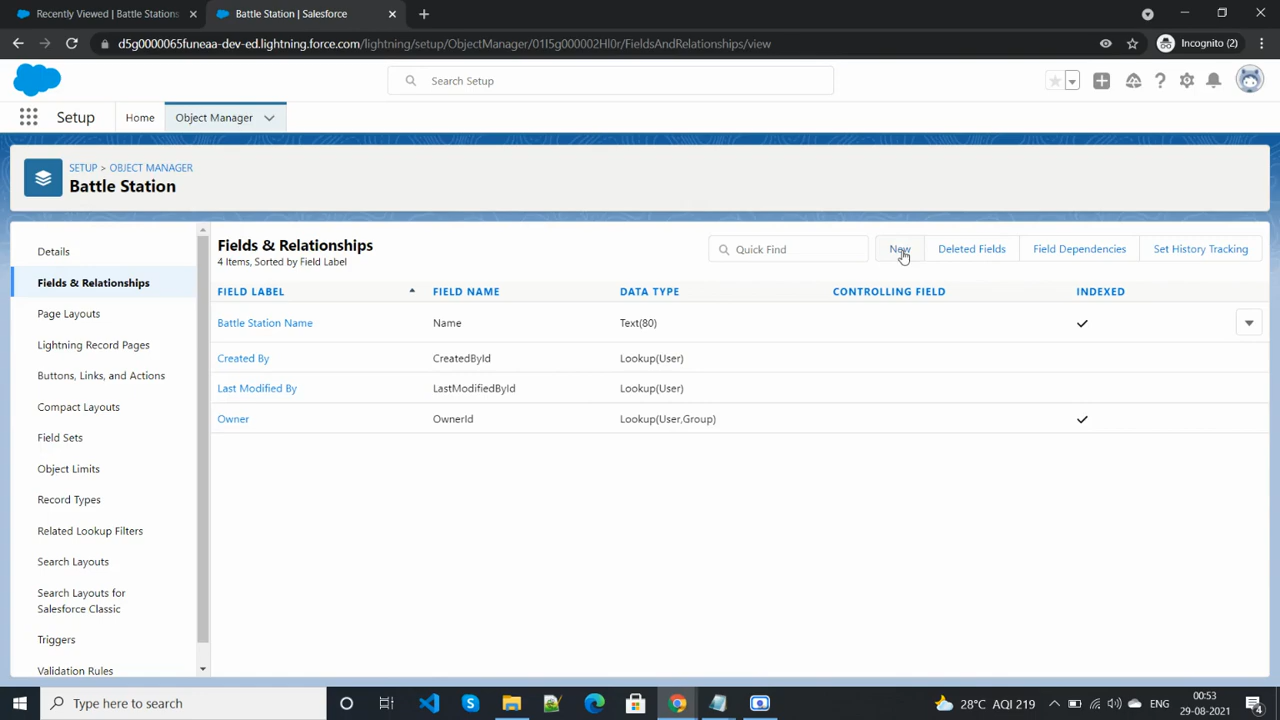 Recently Viewed | Battle Stations
Battle Station | Salesforce
d5g0000065funeaa-dev-ed.lightning.force.com/lightning/setup/ObjectManager/01I5g000002Hl0r/FieldsAndRelationships/view
Incognito (2)
Search Setup
Setup
Home
Object Manager
SETUP > OBJECT MANAGER
Battle Station
Details
Fields & Relationships
Page Layouts
Lightning Record Pages
Buttons, Links, and Actions
Compact Layouts
Field Sets
Object Limits
Record Types
Related Lookup Filters
Search Layouts
Search Layouts for
Salesforce Classic
Triggers
Validation Rules
Fields & Relationships
4 Items, Sorted by Field Label
Quick Find
New
Deleted Fields
Field Dependencies
Set History Tracking
FIELD LABEL FIELD NAME DATA TYPE CONTROLLING FIELD INDEXED
Battle Station Name Name Text(80)
Created By CreatedById Lookup(User)
Last Modified By LastModifiedById Lookup(User)
Owner OwnerId Lookup(User,Group)
Type here to search
28°C AQI 219
ENG
00:53
29-08-2021
4